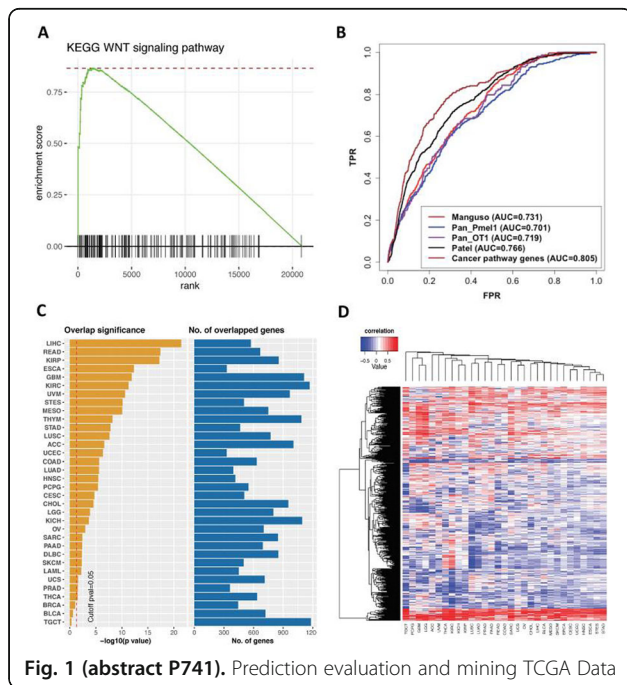 A
KEGG WNT signaling pathway
enrichment score
0.75
0.50
0.25
0.00
0
5000
10000
15000
20000
rank
B
TPR
1.0
0.8
0.6
0.4
0.2
0.0
Manguso (AUC=0.731)
Pan_Pmel1 (AUC=0.701)
Pan_OT1 (AUC=0.719)
Patel (AUC=0.766)
Cancer pathway genes (AUC=0.805)
0.0
0.2
0.4
0.6
0.8
1.0
FPR
C
Overlap significance
No. of overlapped genes
LIHC
READ
KIRP
ESCA
GBM
KIRC
UVM
STES
MESO
THYM
STAD
LUSC
ACC
UCEC
COAD
LUAD
HNSC
PCPG
CESC
CHOL
LGG
KICH
OV
SARC
PAAD
DLBC
SKCM
LAML
UCS
PRAD
THCA
BRCA
BLCA
TGCT
Cutoff pval=0.05
0
5
10
15
20
−log10(p value)
0
300
600
900
1200
No. of genes
D
correlation
−0.5
0
0.5
Value
Fig. 1 (abstract P741). Prediction evaluation and mining TCGA Data